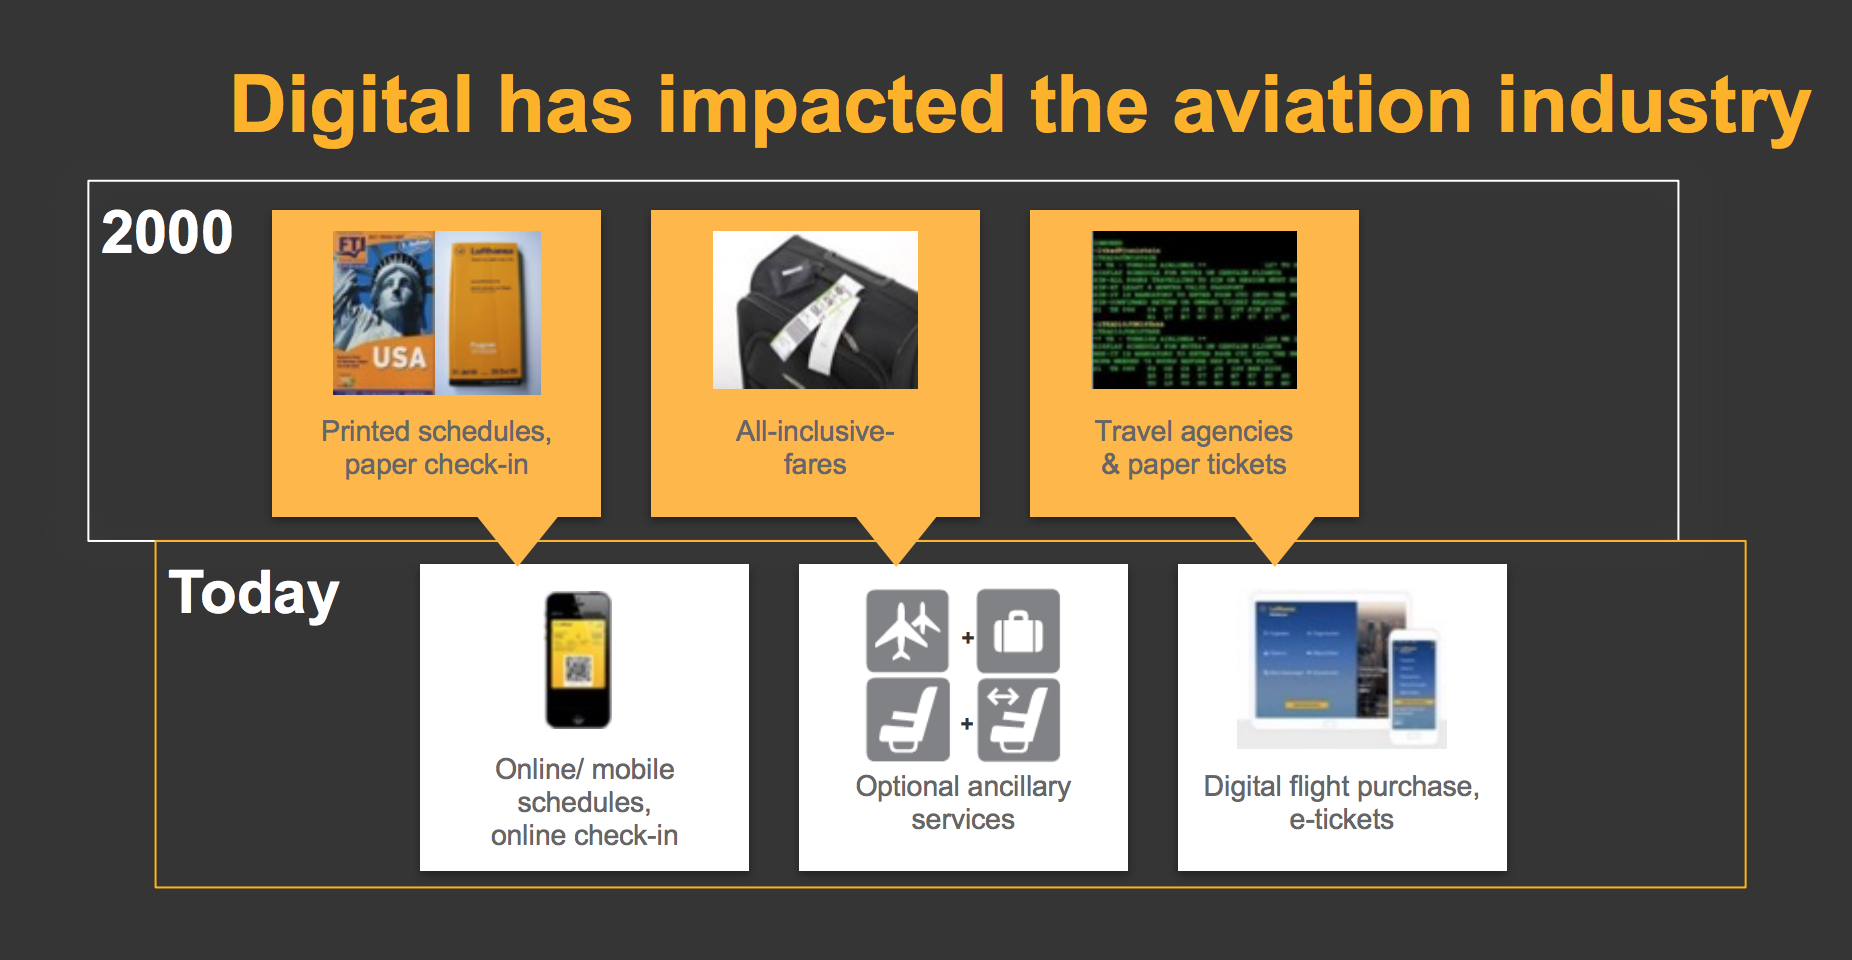 Digital has impacted the aviation industry
2000
FTI
USA
Lufthansa
Printed schedules,
paper check-in
All-inclusive-
fares
Travel agencies
& paper tickets
Today
Online/ mobile
schedules,
online check-in
+
+
Optional ancillary
services
Digital flight purchase,
e-tickets